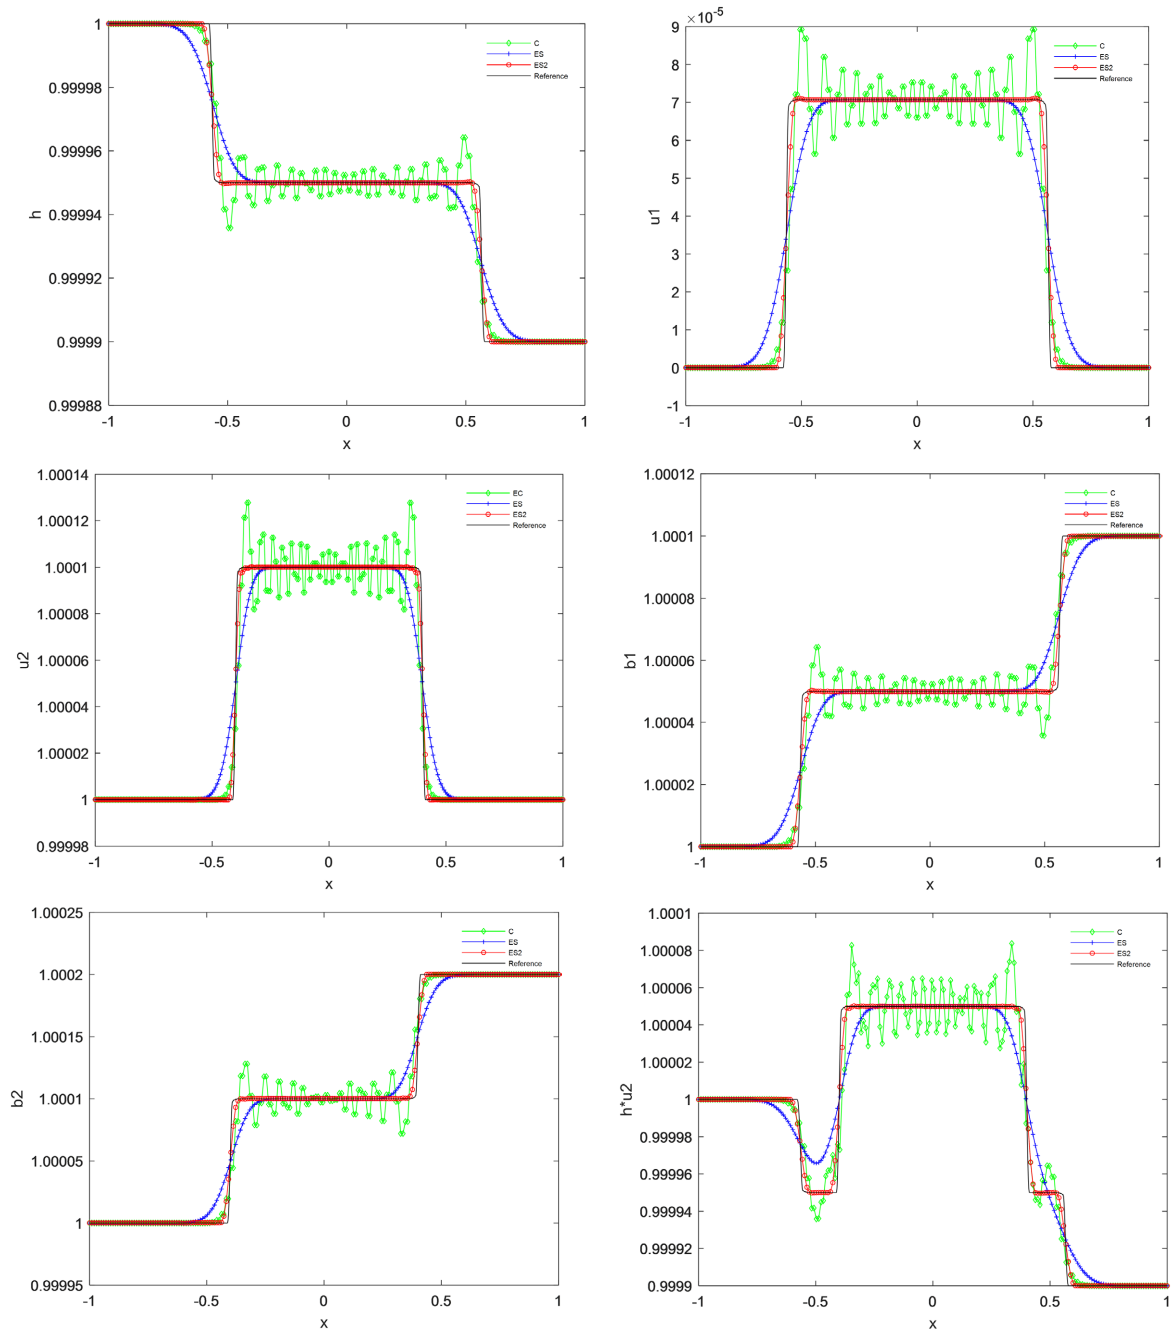 1
0.99998
0.99996
0.99994
0.99992
0.9999
0.99988
h
-1
-0.5
0
0.5
1
x
C
ES
ES2
Reference
9 ×10-5
8
7
6
5
4
3
2
1
0
-1
u1
-1
-0.5
0
0.5
1
x
C
ES
ES2
Reference
1.00014
1.00012
1.0001
1.00008
1.00006
1.00004
1.00002
1
0.99998
u2
-1
-0.5
0
0.5
1
x
EC
ES
ES2
Reference
1.00012
1.0001
1.00008
1.00006
1.00004
1.00002
1
b1
-1
-0.5
0
0.5
1
x
C
ES
ES2
Reference
1.00025
1.0002
1.00015
1.0001
1.00005
1
0.99995
b2
-1
-0.5
0
0.5
1
x
C
ES
ES2
Reference
1.0001
1.00008
1.00006
1.00004
1.00002
1
0.99998
0.99996
0.99994
0.99992
0.9999
h*u2
-1
-0.5
0
0.5
1
x
C
ES
ES2
Reference